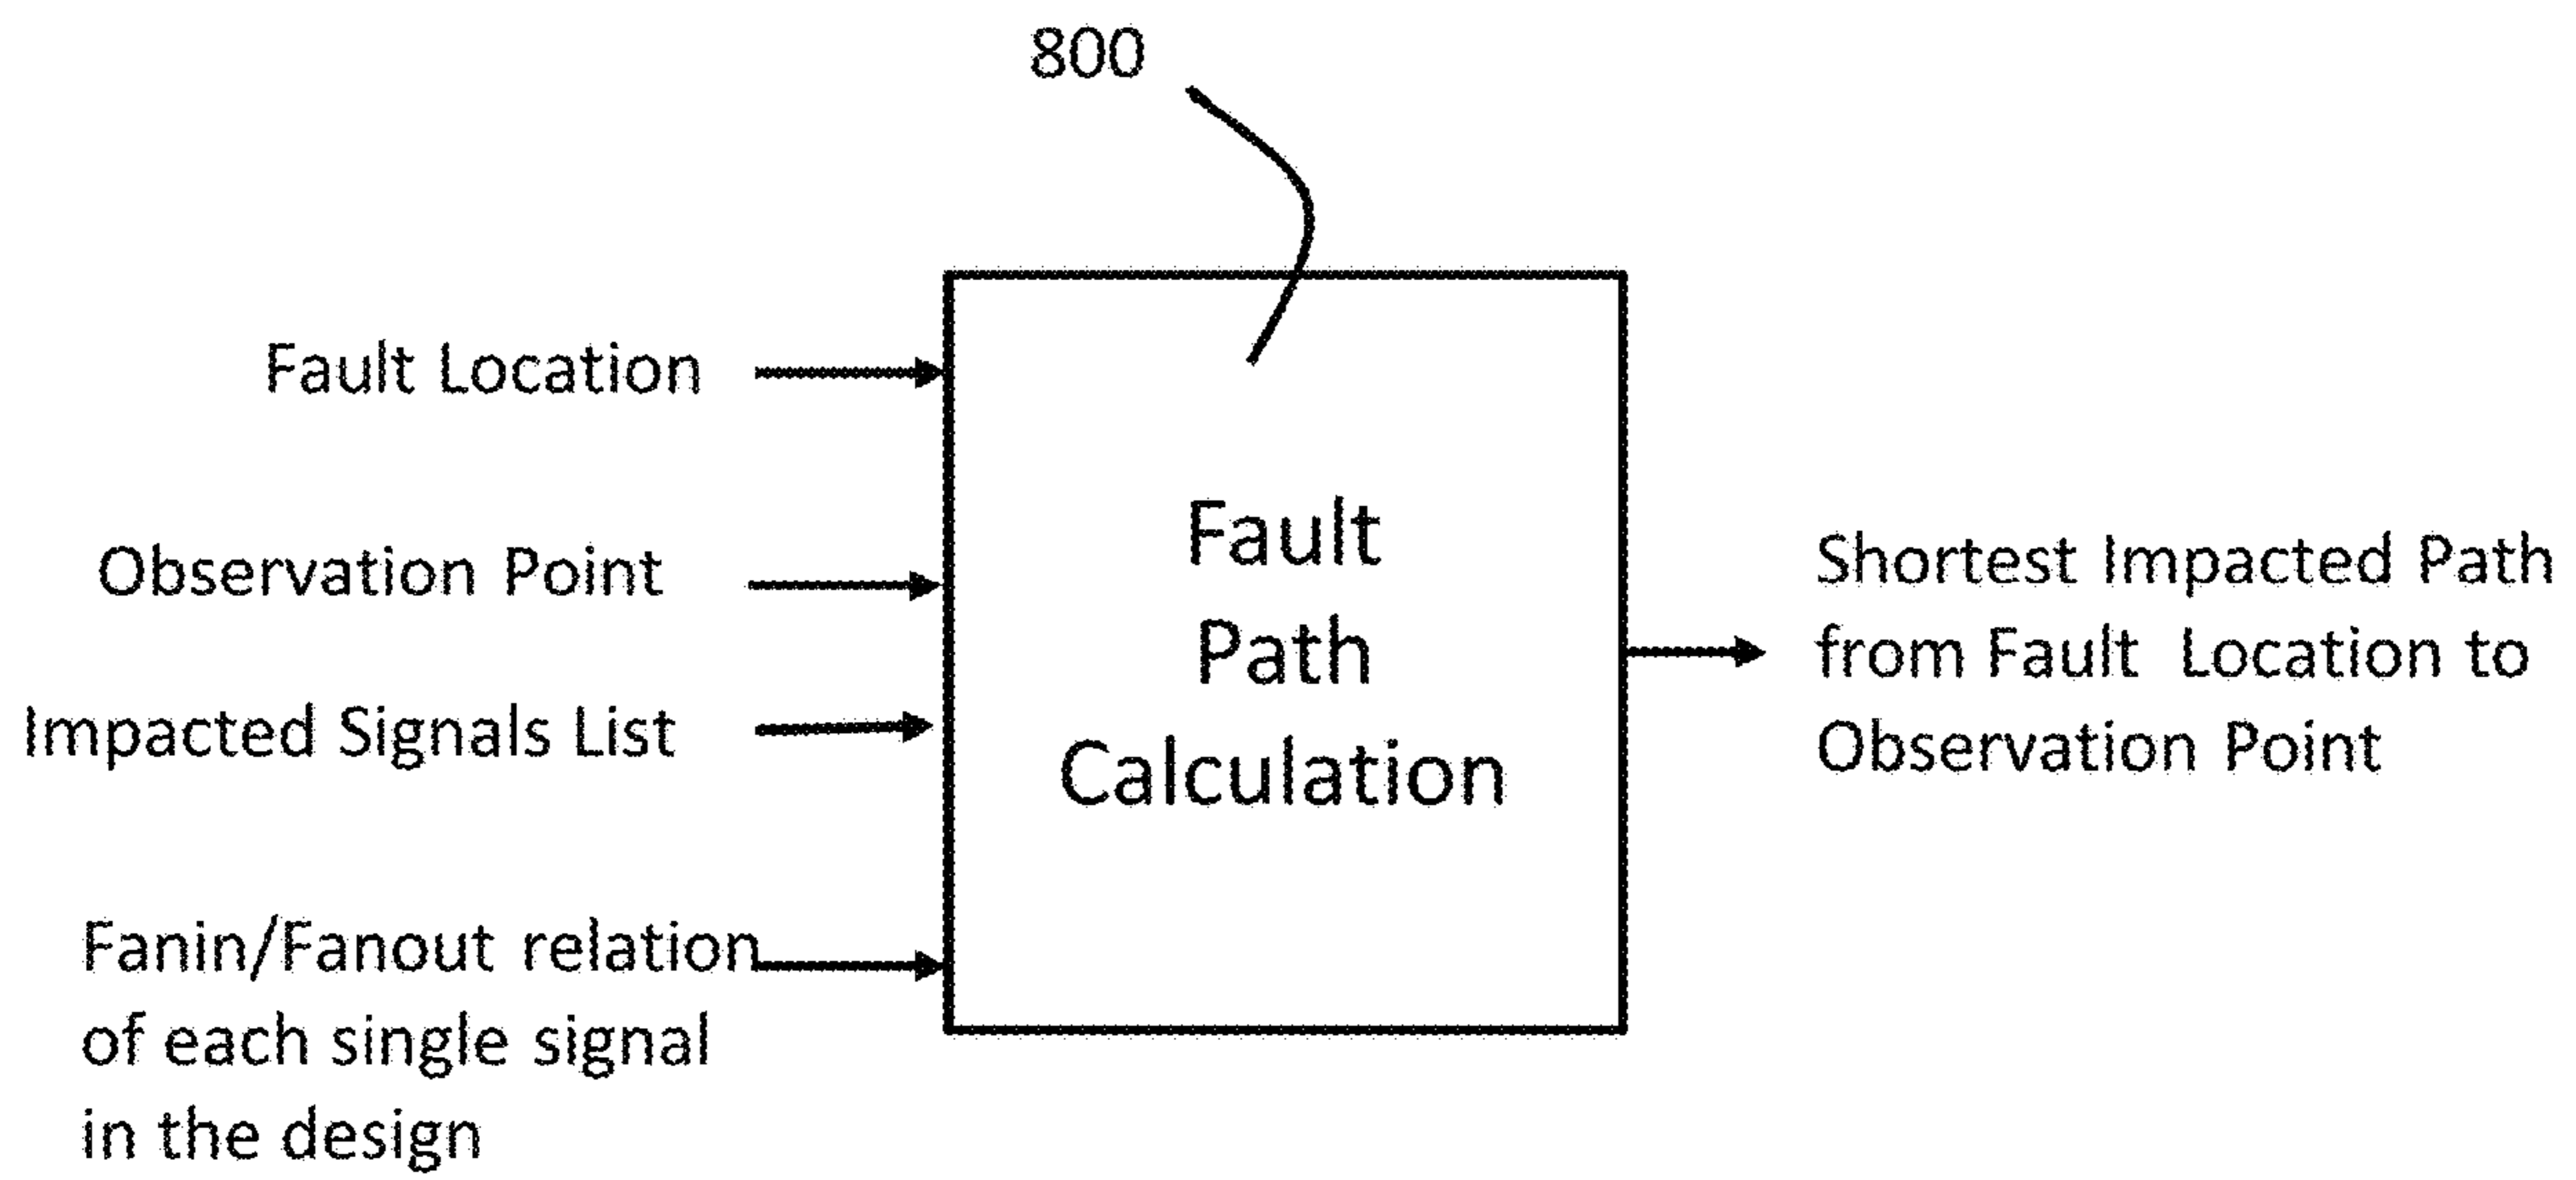 800
Fault Location
Observation Point
Impacted Signals List
Fanin/Fanout relation
of each single signal
in the design
Fault
Path
Calculation
Shortest Impacted Path
from Fault Location to
Observation Point